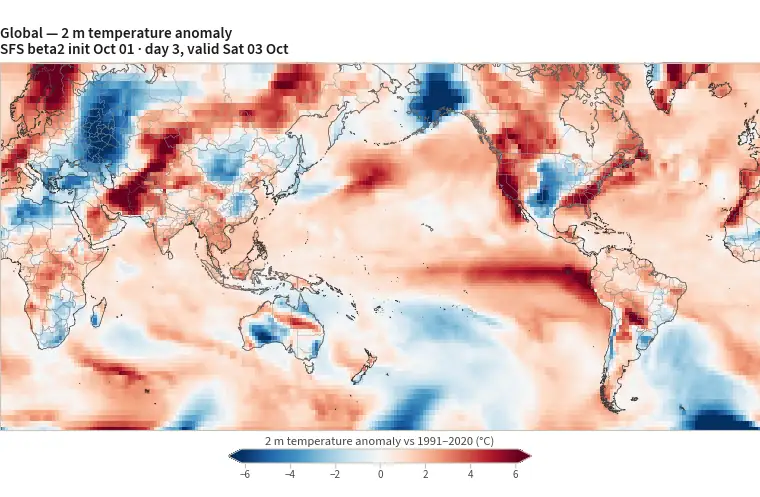 Global — 2 m temperature anomaly
SFS beta2 init Oct 01 · day 3, valid Sat 03 Oct
2 m temperature anomaly vs 1991–2020 (°C)
−6 −4 −2 0 2 4 6